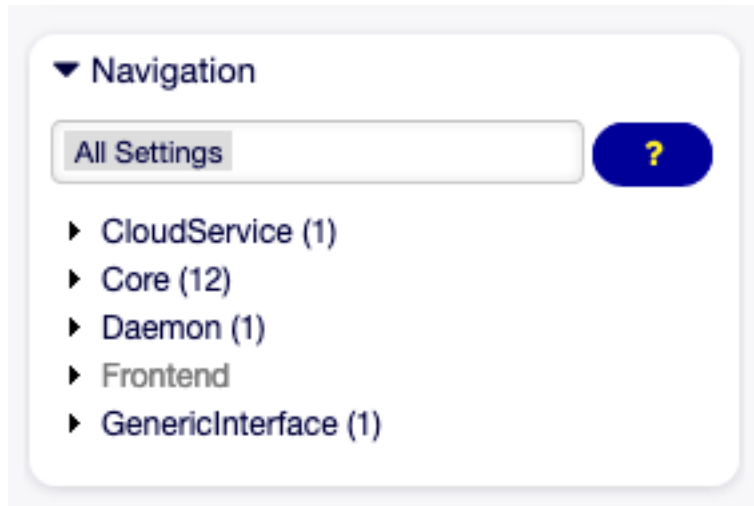 Navigation
All Settings
?
CloudService (1)
Core (12)
Daemon (1)
Frontend
GenericInterface (1)